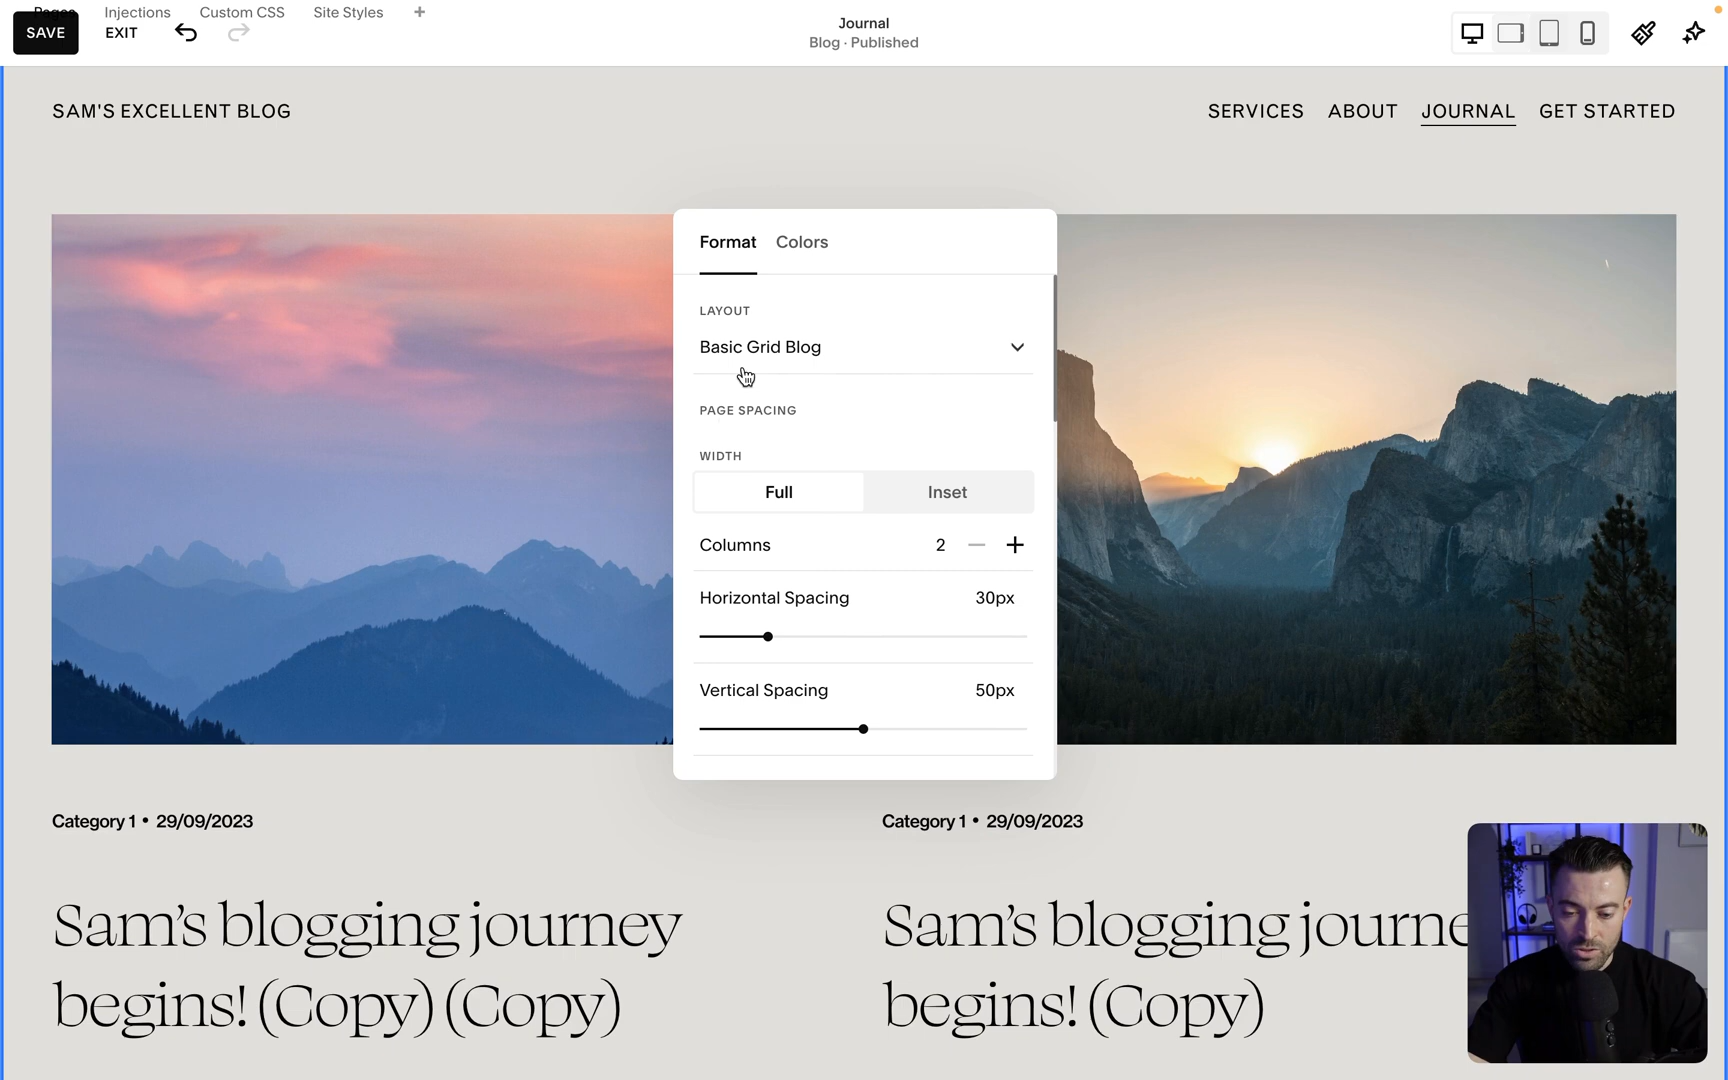 Pages
Injections
Custom CSS
Site Styles
+
SAVE
EXIT
Journal
Blog · Published
SAM'S EXCELLENT BLOG
SERVICES
ABOUT
JOURNAL
GET STARTED
Format
Colors
LAYOUT
Basic Grid Blog
PAGE SPACING
WIDTH
Full
Inset
Columns
2
Horizontal Spacing
30px
Vertical Spacing
50px
Category 1 • 29/09/2023
Sam's blogging journey
begins! (Copy) (Copy)
Category 1 • 29/09/2023
Sam's blogging journe
begins! (Copy)